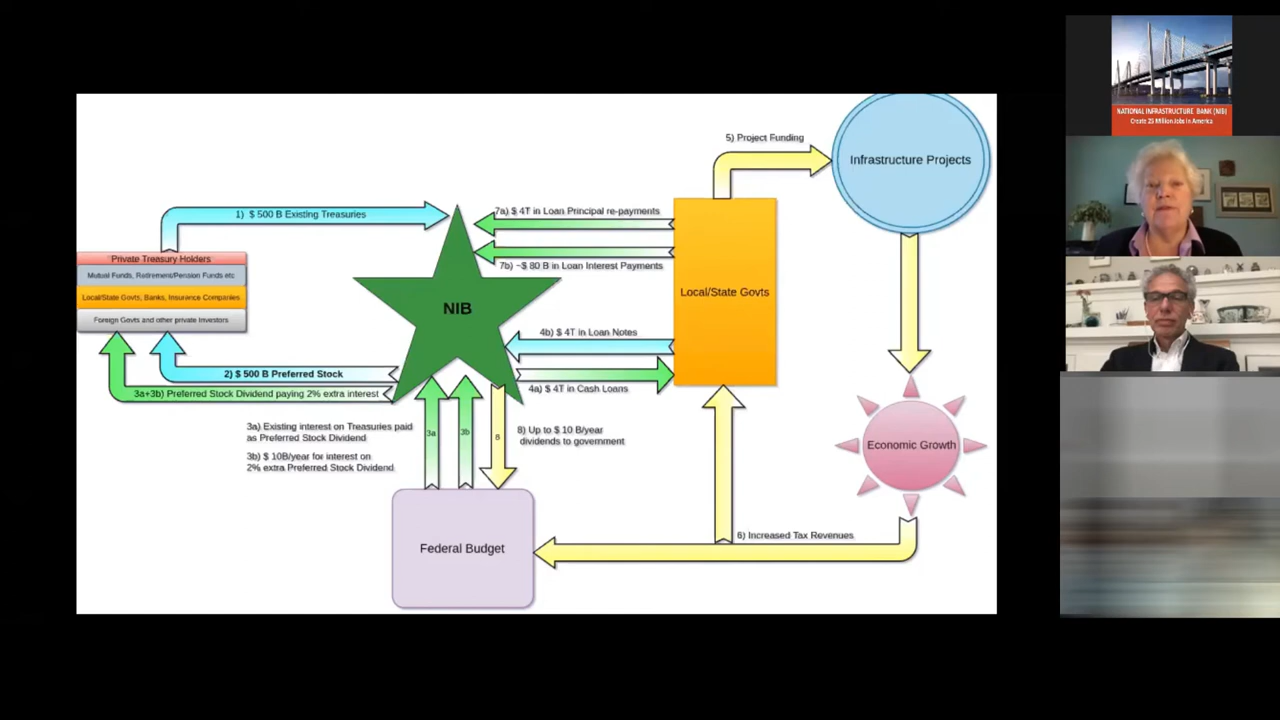 5) Project Funding
Infrastructure Projects
1) $ 500 B Existing Treasuries
7a) $ 4T in Loan Principal re-payments
Private Treasury Holders
Mutual Funds, Retirement/Pension Funds etc
Local/State Govts, Banks, Insurance Companies
Foreign Govts and other private Investors
NIB
7b) ~$ 80 B in Loan Interest Payments
Local/State Govts
4b) $ 4T in Loan Notes
2) $ 500 B Preferred Stock
4a) $ 4T in Cash Loans
3a+3b) Preferred Stock Dividend paying 2% extra interest
3a) Existing interest on Treasuries paid
as Preferred Stock Dividend
3b) $ 10B/year for interest on
2% extra Preferred Stock Dividend
3a
3b
8
8) Up to $ 10 B/year
dividends to government
Economic Growth
6) Increased Tax Revenues
Federal Budget
NATIONAL INFRASTRUCTURE BANK (NIB)
Create 25 Million Jobs in America